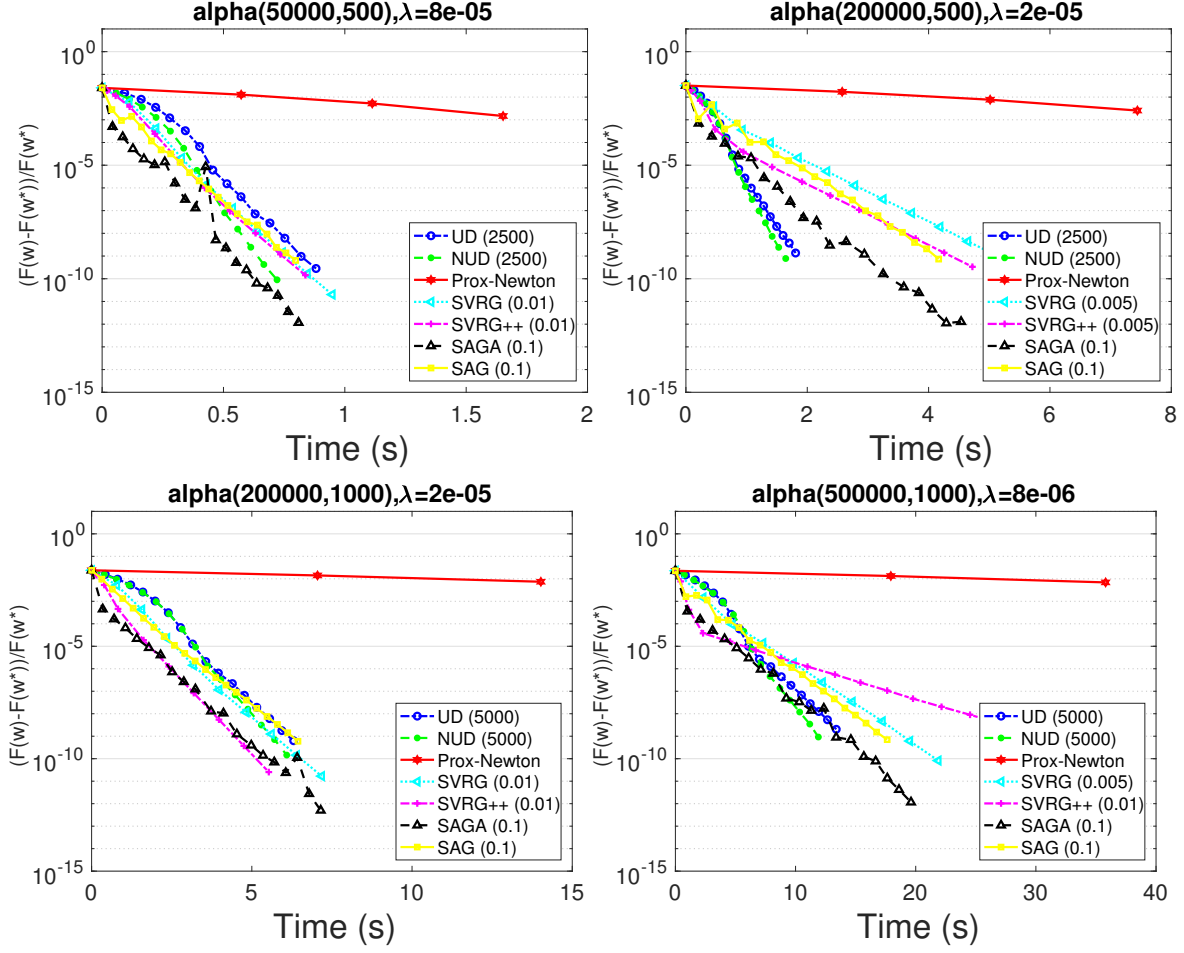 alpha(50000,500),λ=8e-05
(F(w)-F(w*))/F(w*)
10^0
10^-5
10^-10
10^-15
UD (2500)
NUD (2500)
Prox-Newton
SVRG (0.01)
SVRG++ (0.01)
SAGA (0.1)
SAG (0.1)
0 0.5 1 1.5 2
Time (s)
alpha(200000,500),λ=2e-05
(F(w)-F(w*))/F(w*)
10^0
10^-5
10^-10
10^-15
UD (2500)
NUD (2500)
Prox-Newton
SVRG (0.005)
SVRG++ (0.005)
SAGA (0.1)
SAG (0.1)
0 2 4 6 8
Time (s)
alpha(200000,1000),λ=2e-05
(F(w)-F(w*))/F(w*)
10^0
10^-5
10^-10
10^-15
UD (5000)
NUD (5000)
Prox-Newton
SVRG (0.01)
SVRG++ (0.01)
SAGA (0.1)
SAG (0.1)
0 5 10 15
Time (s)
alpha(500000,1000),λ=8e-06
(F(w)-F(w*))/F(w*)
10^0
10^-5
10^-10
10^-15
UD (5000)
NUD (5000)
Prox-Newton
SVRG (0.005)
SVRG++ (0.01)
SAGA (0.1)
SAG (0.1)
0 10 20 30 40
Time (s)